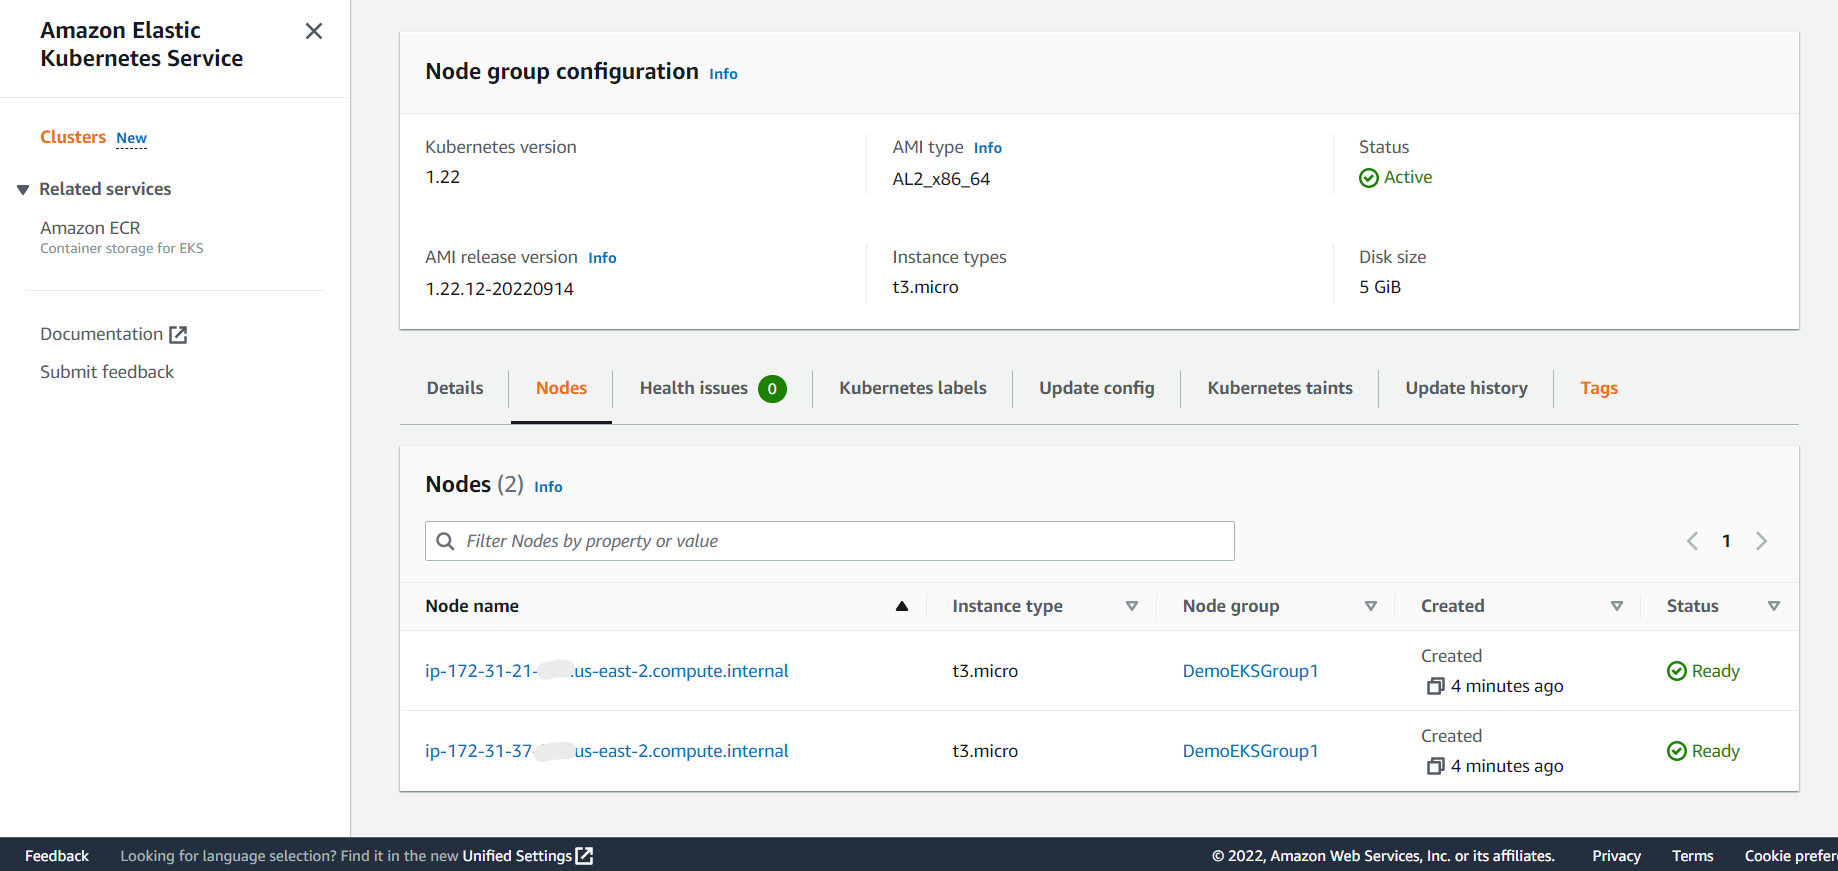 Amazon Elastic
Kubernetes Service
Clusters New
Related services
Amazon ECR
Container storage for EKS
Documentation
Submit feedback
Node group configuration Info
Kubernetes version
1.22
AMI type Info
AL2_x86_64
Status
Active
AMI release version Info
1.22.12-20220914
Instance types
t3.micro
Disk size
5 GiB
Details Nodes Health issues 0 Kubernetes labels Update config Kubernetes taints Update history Tags
Nodes (2) Info
Filter Nodes by property or value
1
Node name Instance type Node group Created Status
ip-172-31-21- .us-east-2.compute.internal t3.micro DemoEKSGroup1 Created
4 minutes ago Ready
ip-172-31-37- us-east-2.compute.internal t3.micro DemoEKSGroup1 Created
4 minutes ago Ready
Feedback Looking for language selection? Find it in the new Unified Settings © 2022, Amazon Web Services, Inc. or its affiliates. Privacy Terms Cookie prefer